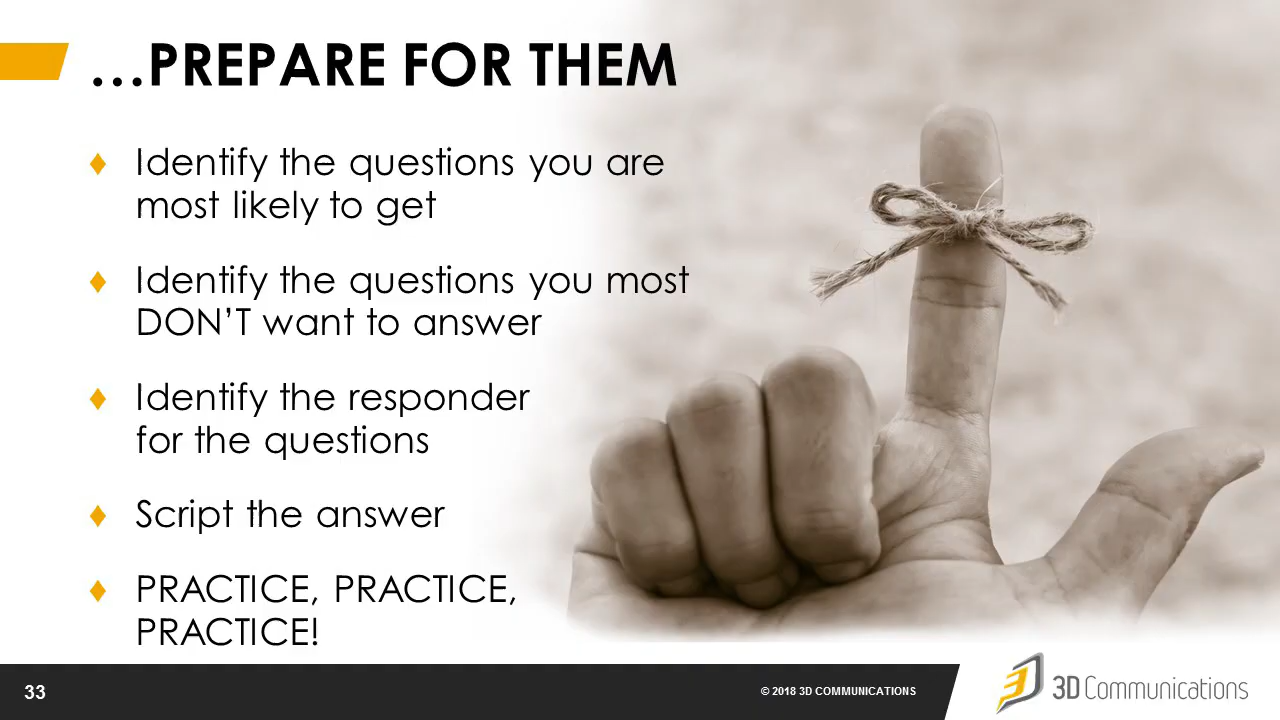 …PREPARE FOR THEM
♦ Identify the questions you are
most likely to get
♦ Identify the questions you most
DON’T want to answer
♦ Identify the responder
for the questions
♦ Script the answer
♦ PRACTICE, PRACTICE,
PRACTICE!
33
© 2018 3D COMMUNICATIONS
3D Communications